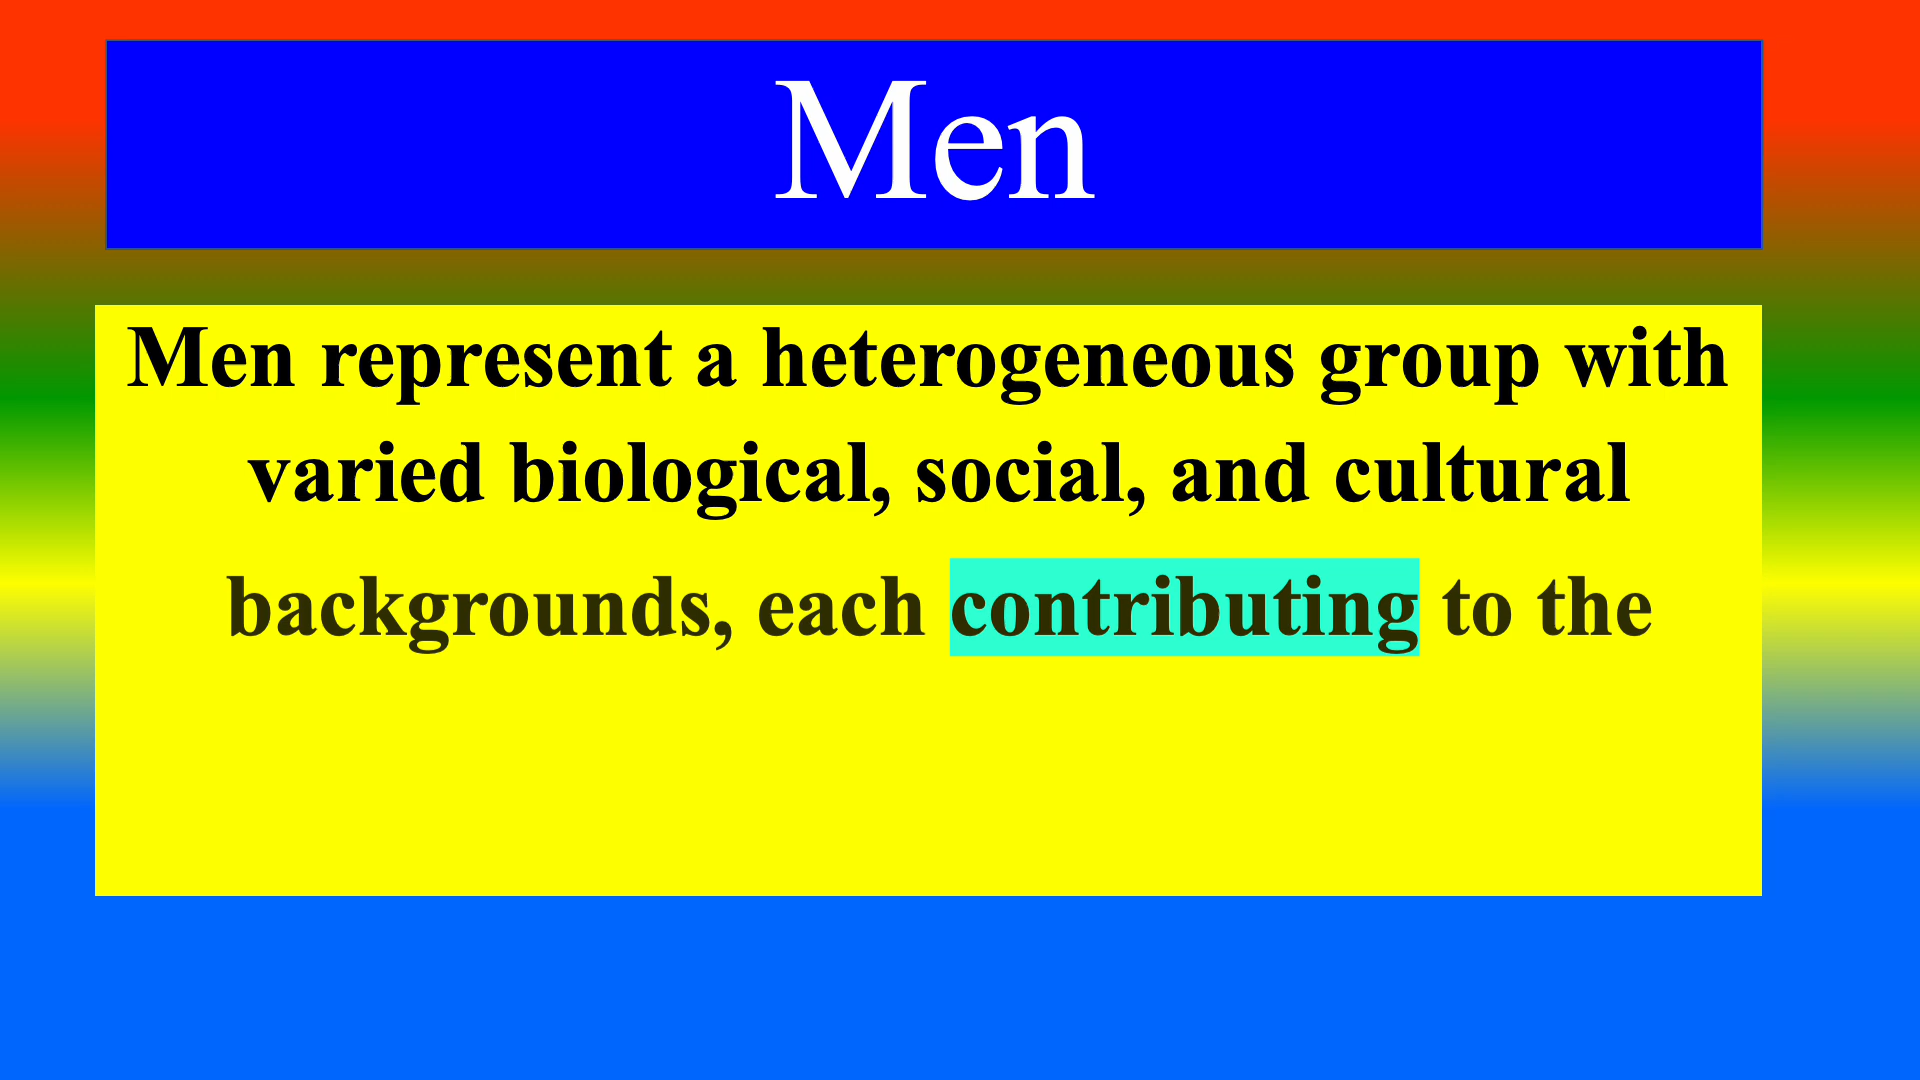 Men
Men represent a heterogeneous group with
varied biological, social, and cultural
backgrounds, each contributing to the